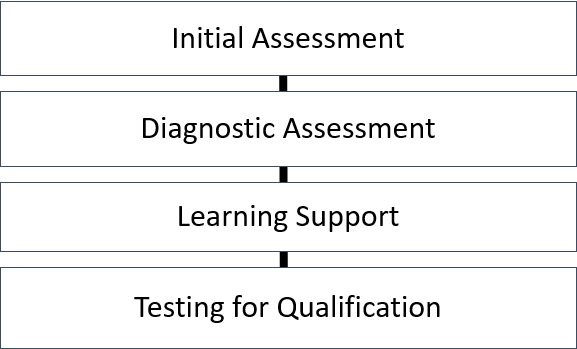 Initial Assessment
Diagnostic Assessment
Learning Support
Testing for Qualification